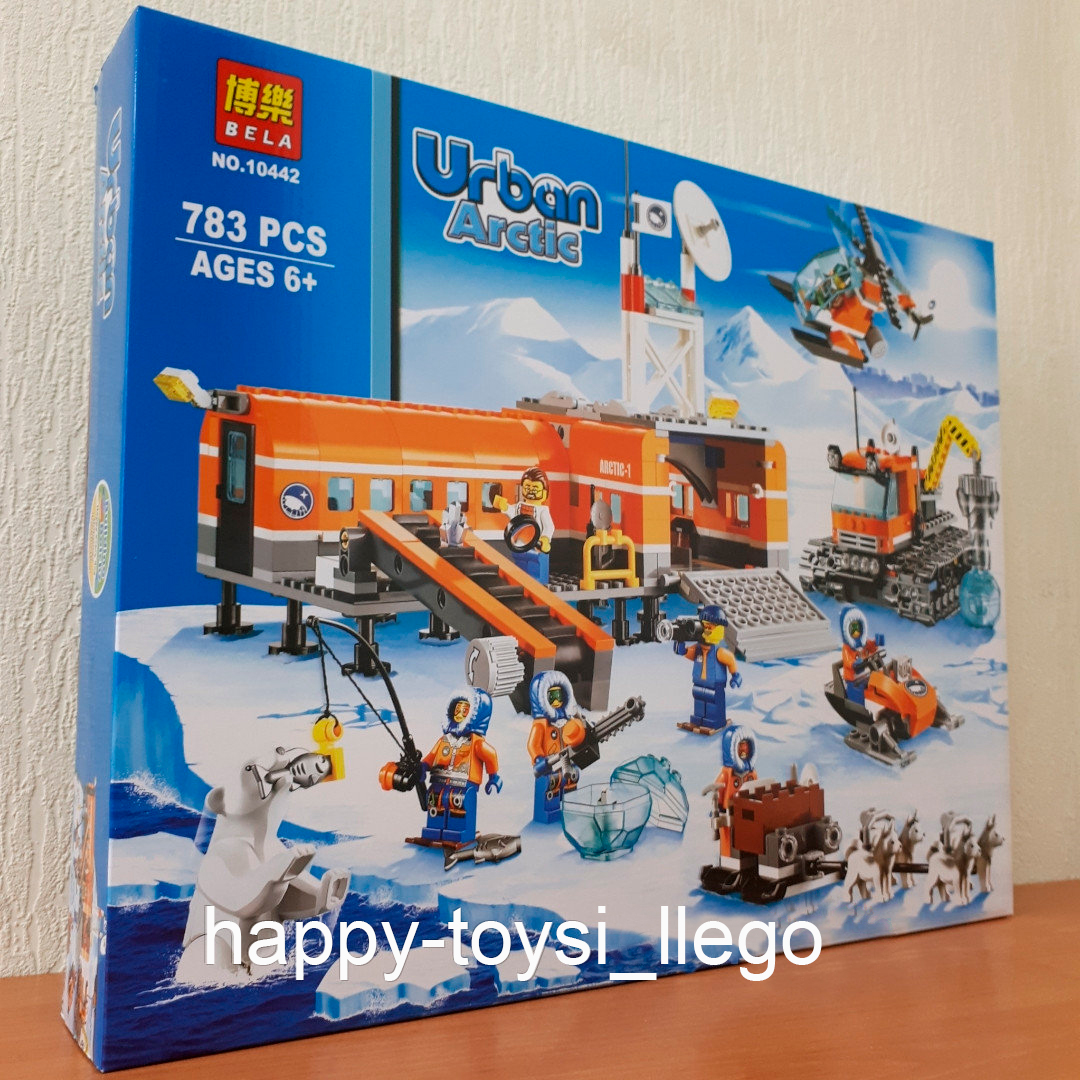 博樂
BELA
NO.10442
783 PCS
AGES 6+
Urban
Arctic
ARCTIC-1
happy-toysi_llego